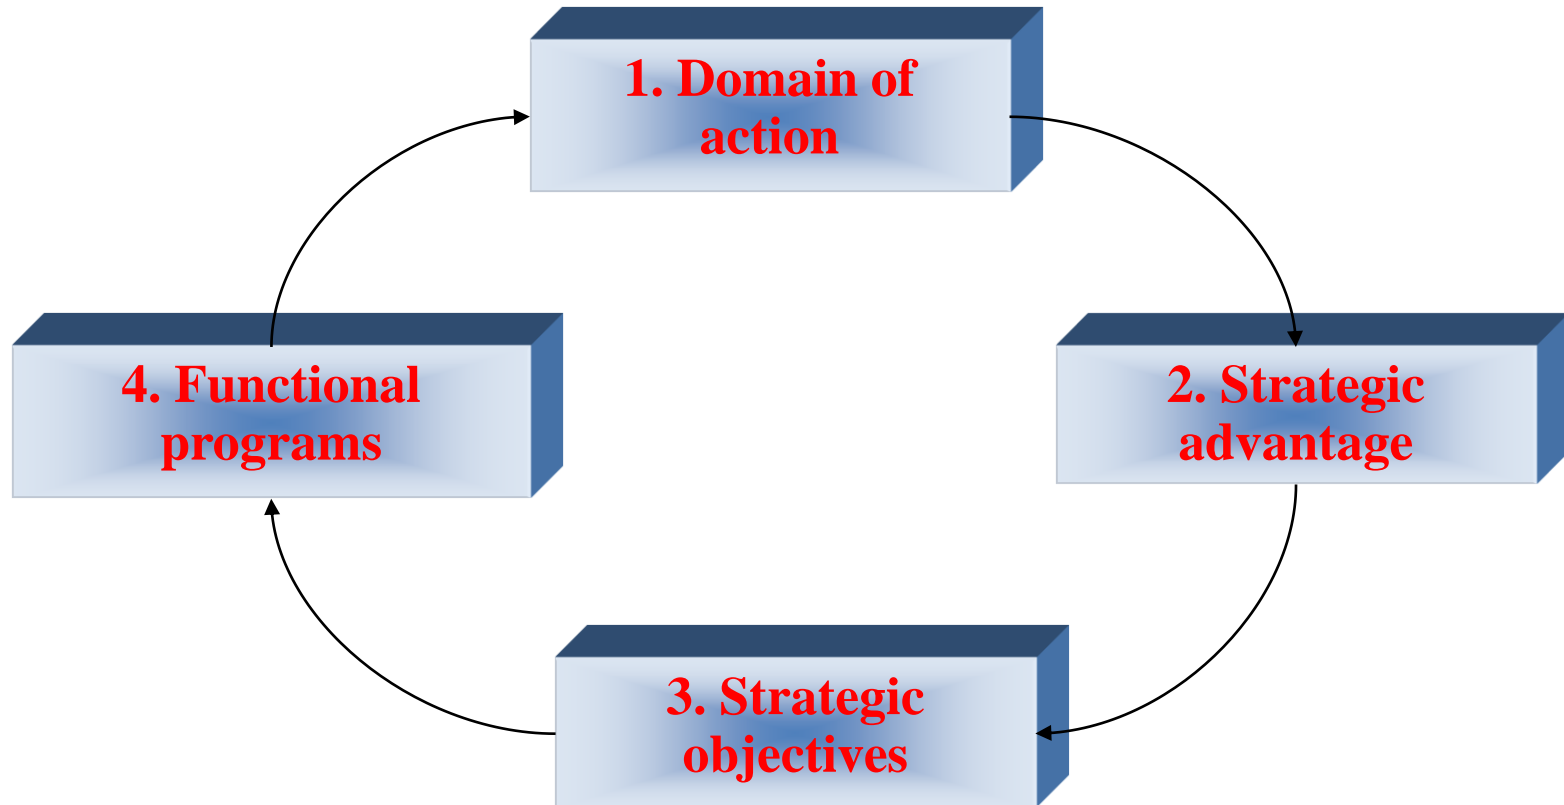 1. Domain of
action
2. Strategic
advantage
3. Strategic
objectives
4. Functional
programs